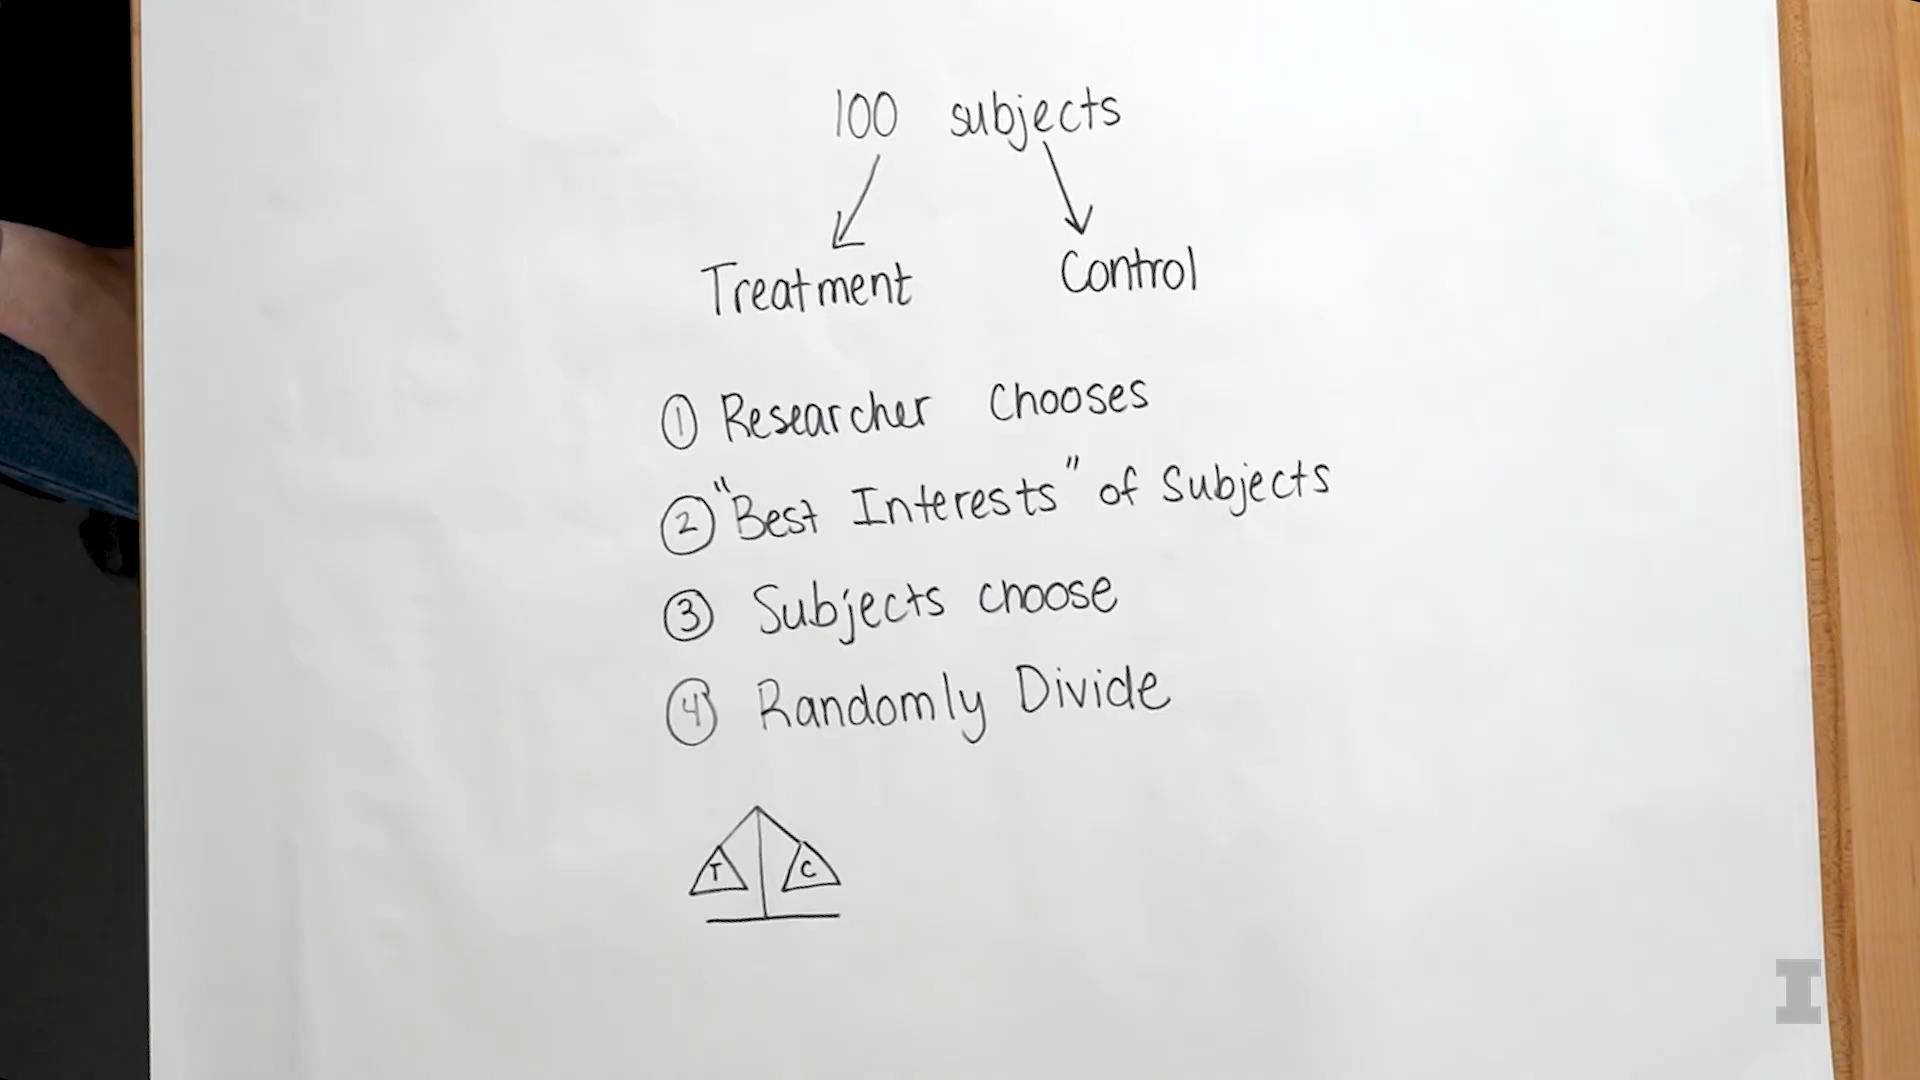 100 subjects
Treatment Control
① Researcher Chooses
② "Best Interests" of Subjects
③ Subjects choose
④ Randomly Divide
T C
I